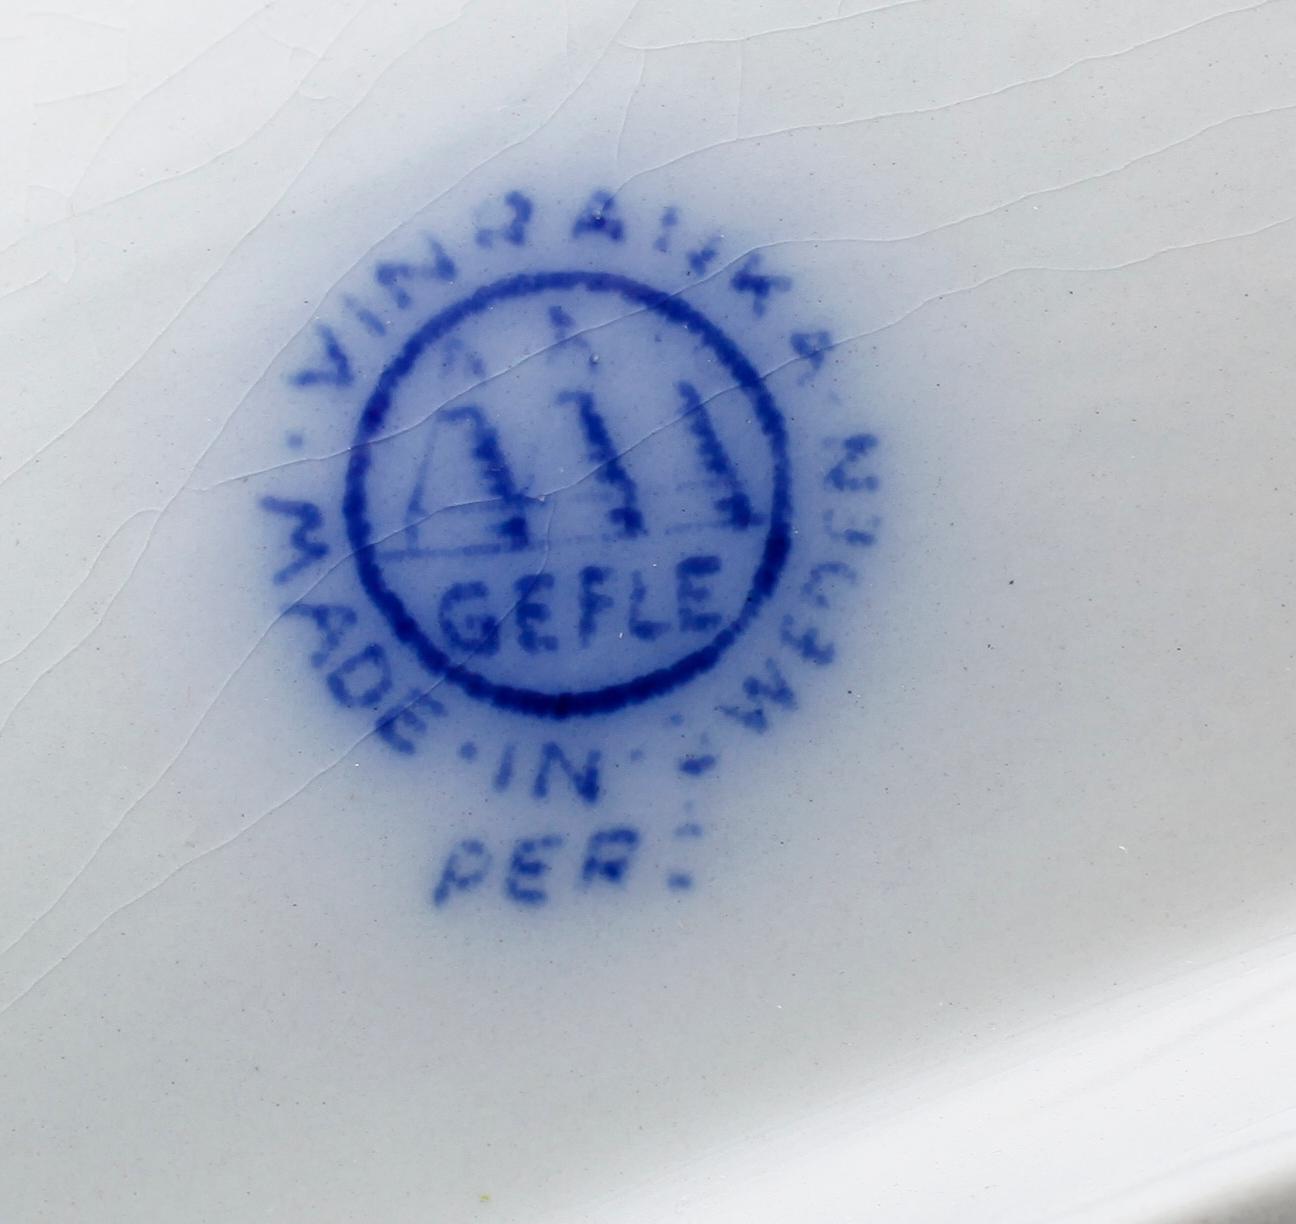 · VINRANKA ·
GEFLE
MADE · IN · SWEDEN
PER